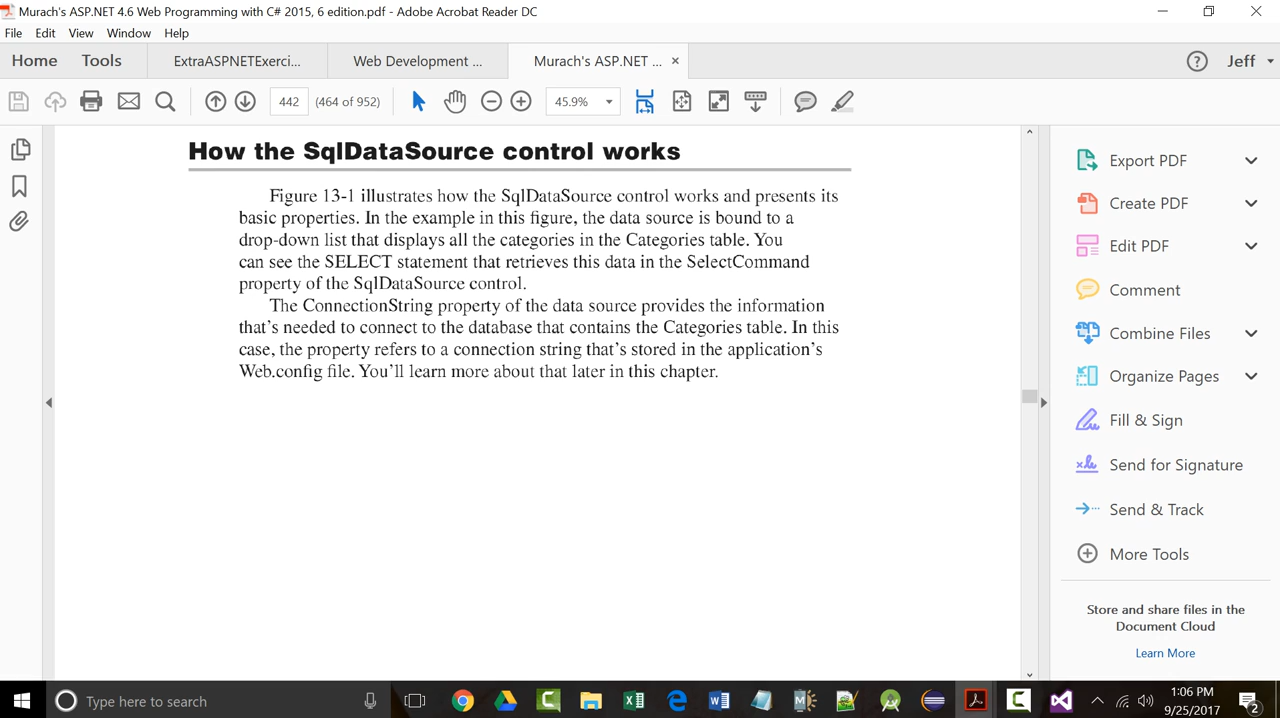 Murach's ASP.NET 4.6 Web Programming with C# 2015, 6 edition.pdf - Adobe Acrobat Reader DC
File Edit View Window Help
Home Tools ExtraASPNETExerci... Web Development ... Murach's ASP.NET ... × Jeff
442 (464 of 952) 45.9%
How the SqlDataSource control works
Figure 13-1 illustrates how the SqlDataSource control works and presents its
basic properties. In the example in this figure, the data source is bound to a
drop-down list that displays all the categories in the Categories table. You
can see the SELECT statement that retrieves this data in the SelectCommand
property of the SqlDataSource control.
The ConnectionString property of the data source provides the information
that's needed to connect to the database that contains the Categories table. In this
case, the property refers to a connection string that's stored in the application's
Web.config file. You'll learn more about that later in this chapter.
Export PDF
Create PDF
Edit PDF
Comment
Combine Files
Organize Pages
Fill & Sign
Send for Signature
Send & Track
More Tools
Store and share files in the
Document Cloud
Learn More
Type here to search
1:06 PM
9/25/2017
2